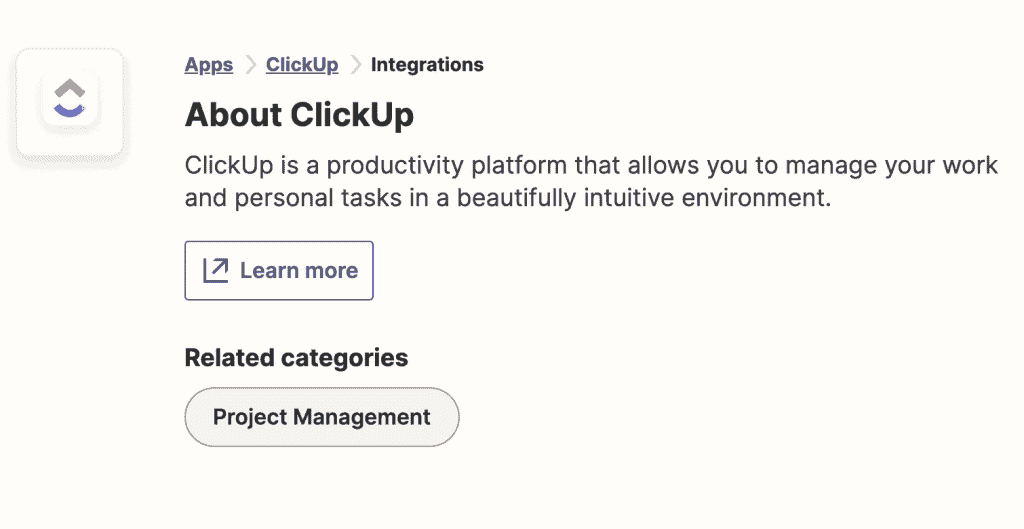 Apps ClickUp Integrations
About ClickUp
ClickUp is a productivity platform that allows you to manage your work
and personal tasks in a beautifully intuitive environment.
Learn more
Related categories
Project Management